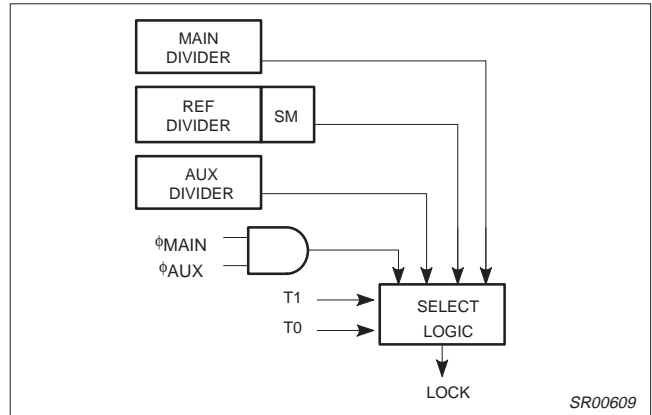 MAIN
DIVIDER
REF
DIVIDER
SM
AUX
DIVIDER
ϕMAIN
ϕAUX
T1
T0
SELECT
LOGIC
LOCK
SR00609